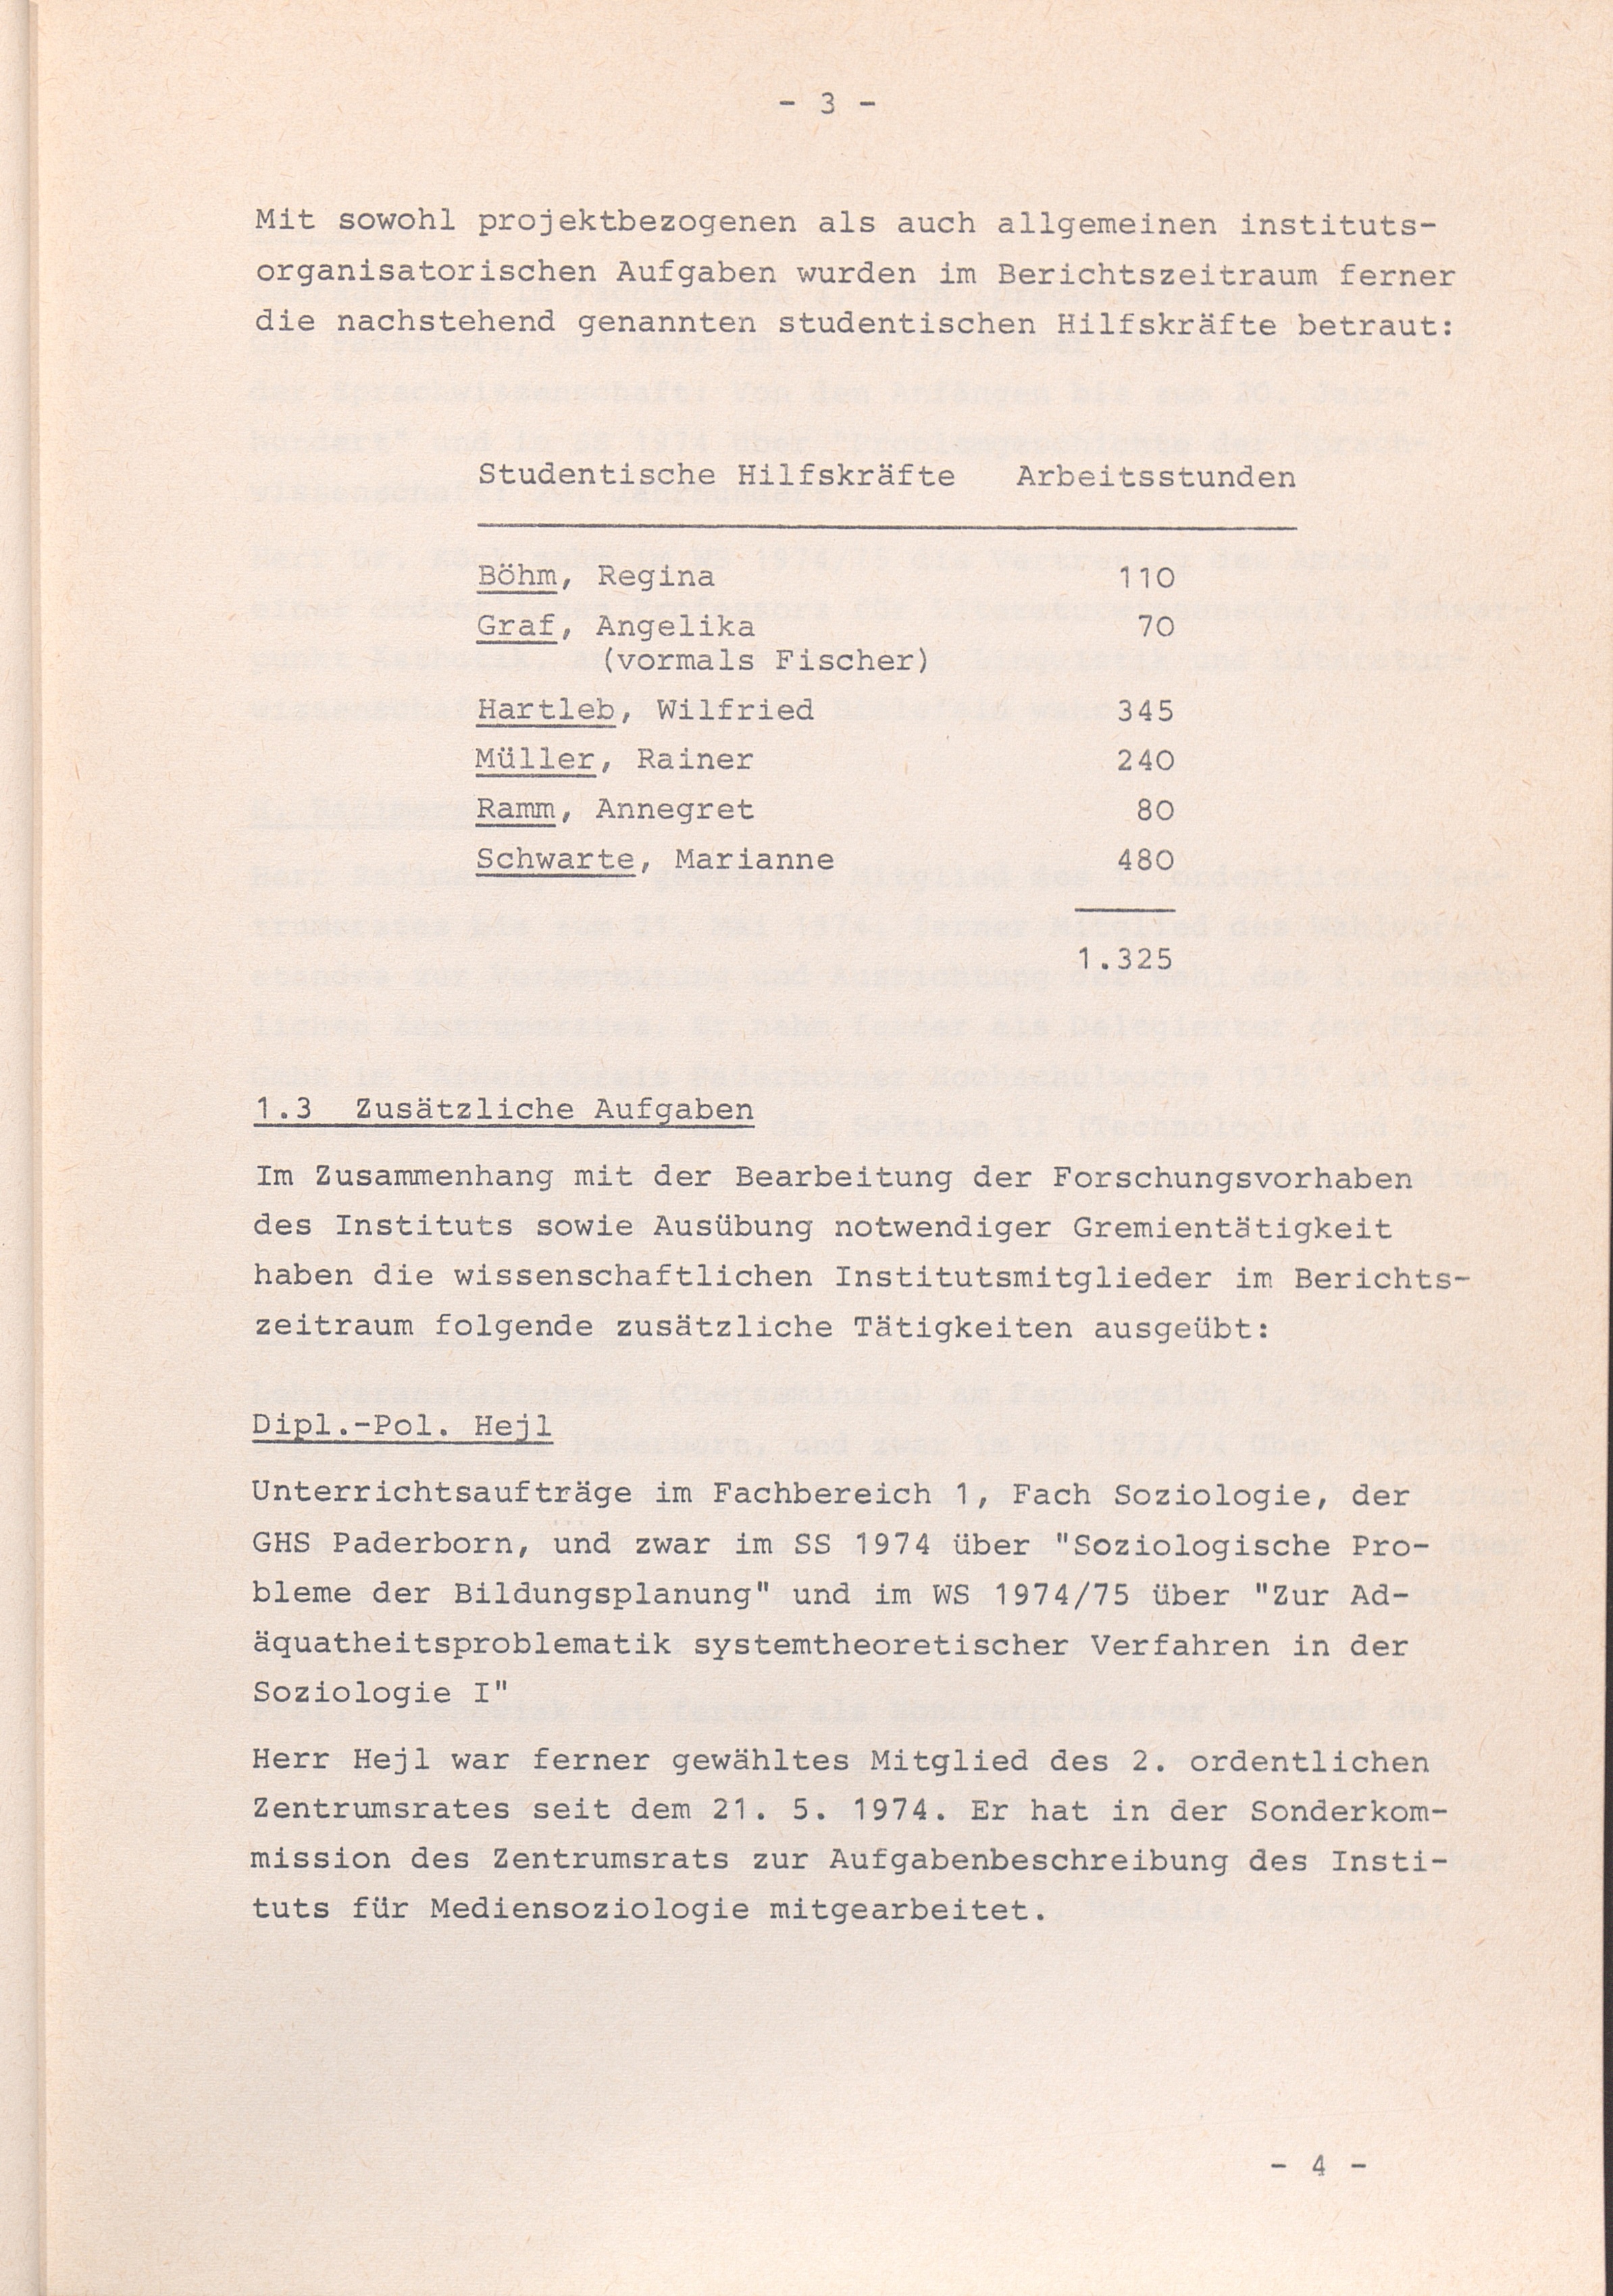 - 3 -
Mit sowohl projektbezogenen als auch allgemeinen instituts-
organisatorischen Aufgaben wurden im Berichtszeitraum ferner
die nachstehend genannten studentischen Hilfskräfte betraut:
Studentische Hilfskräfte Arbeitsstunden
Böhm, Regina 110
Graf, Angelika 70
(vormals Fischer)
Hartleb, Wilfried 345
Müller, Rainer 240
Ramm, Annegret 80
Schwarte, Marianne 480
1.325
1.3 Zusätzliche Aufgaben
Im Zusammenhang mit der Bearbeitung der Forschungsvorhaben
des Instituts sowie Ausübung notwendiger Gremientätigkeit
haben die wissenschaftlichen Institutsmitglieder im Berichts-
zeitraum folgende zusätzliche Tätigkeiten ausgeübt:
Dipl.-Pol. Hejl
Unterrichtsaufträge im Fachbereich 1, Fach Soziologie, der
GHS Paderborn, und zwar im SS 1974 über "Soziologische Pro-
bleme der Bildungsplanung" und im WS 1974/75 über "Zur Ad-
äquatheitsproblematik systemtheoretischer Verfahren in der
Soziologie I"
Herr Hejl war ferner gewähltes Mitglied des 2. ordentlichen
Zentrumsrates seit dem 21. 5. 1974. Er hat in der Sonderkom-
mission des Zentrumsrats zur Aufgabenbeschreibung des Insti-
tuts für Mediensoziologie mitgearbeitet.
- 4 -